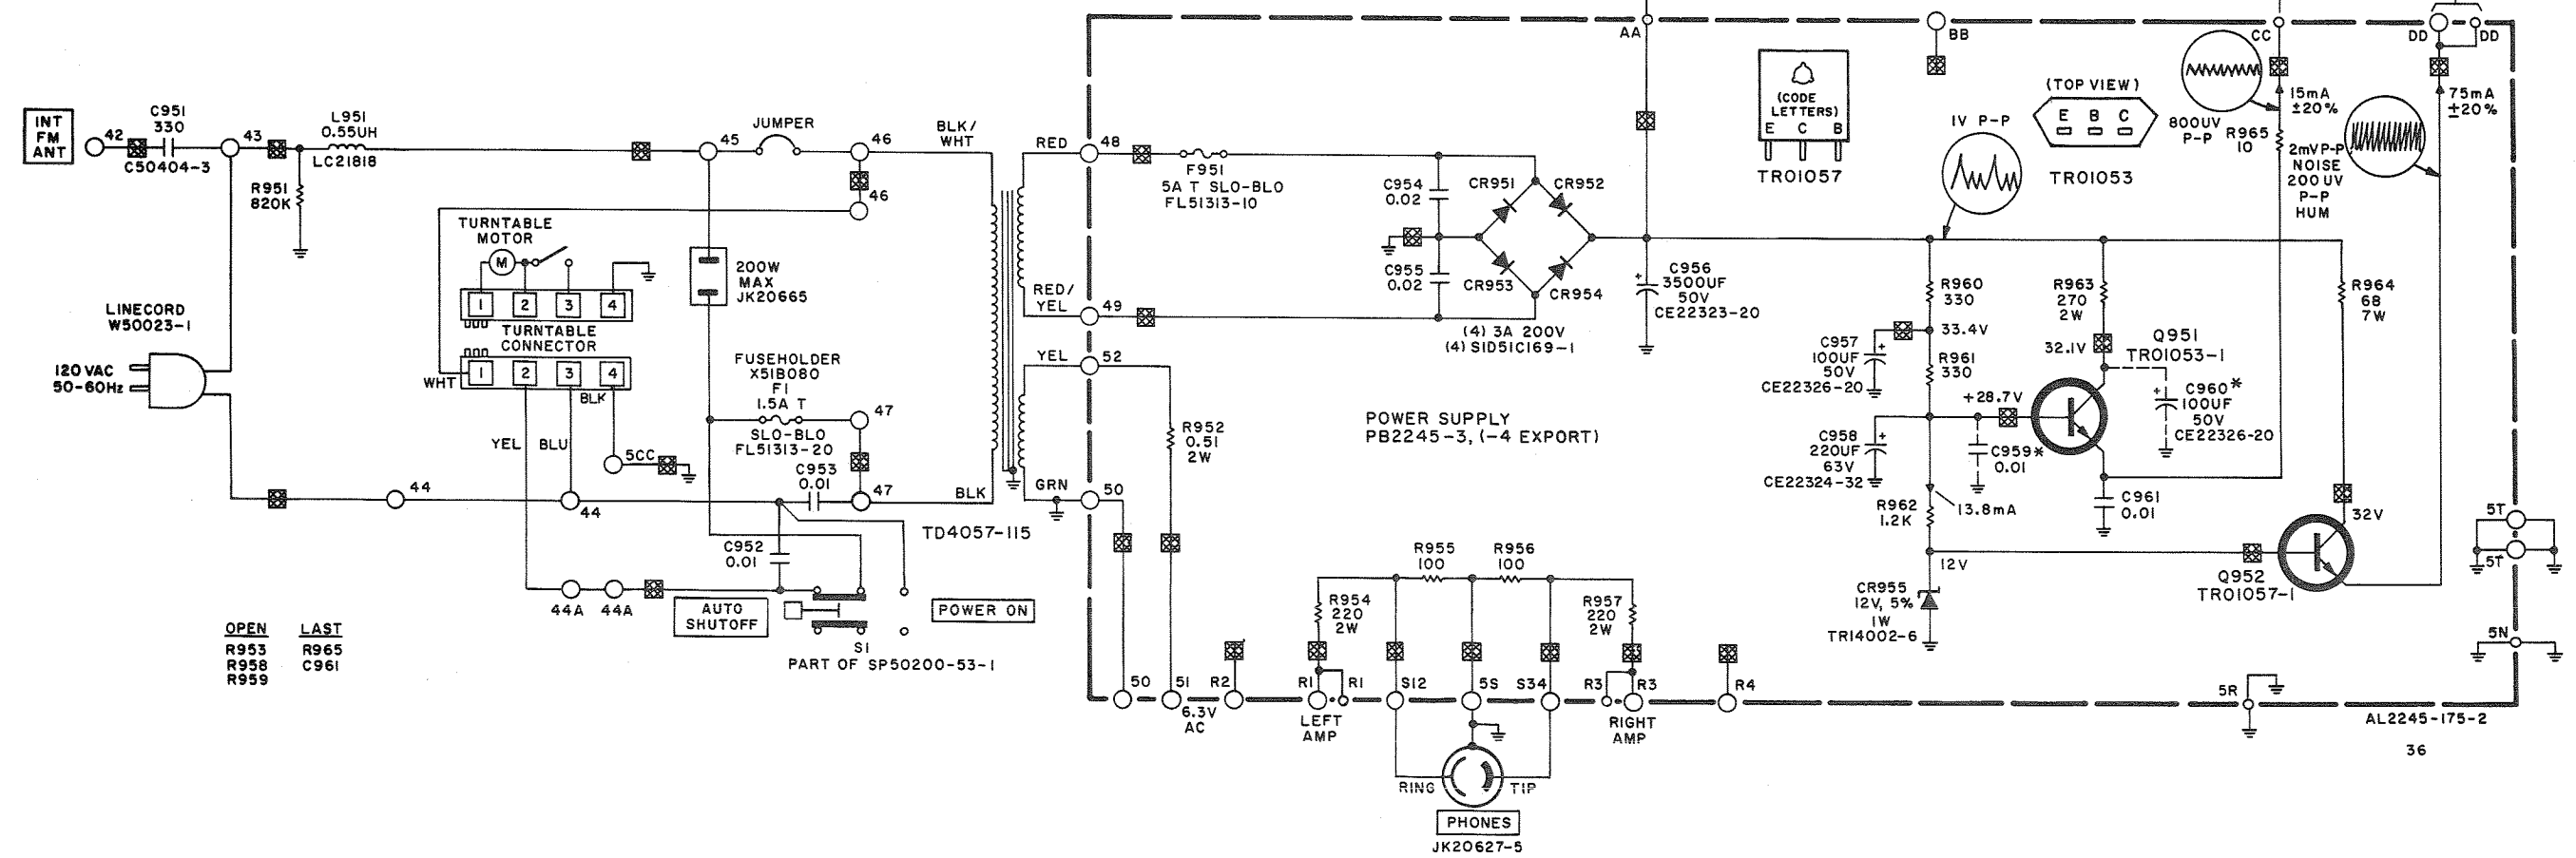 INT
FM
ANT
42
C951
330
C50404-3
43
L951
0.55UH
LC21818
R951
820K
45
JUMPER
46
46
BLK/
WHT
TURNTABLE
MOTOR
M
1 2 3 4
TURNTABLE
CONNECTOR
WHT
1 2 3 4
BLK
YEL
BLU
5CC
LINECORD
W50023-1
120VAC
50-60Hz
200W
MAX
JK20665
FUSEHOLDER
X51B080
F1
1.5A T
SLO-BLO
FL51313-20
47
C953
0.01
47
BLK
44
44
C952
0.01
TD4057-115
44A
44A
AUTO
SHUTOFF
POWER ON
S1
PART OF SP50200-53-1
OPEN LAST
R953 R965
R958 C961
R959
RED
48
F951
5A T SLO-BLO
FL51313-10
RED/
YEL
49
YEL
52
GRN
50
R952
0.51
2W
C954
0.02
C955
0.02
CR951
CR952
CR953
CR954
(4) 3A 200V
(4) SID51C169-1
POWER SUPPLY
PB2245-3, (-4 EXPORT)
AA
BB
CC
DD
DD
C956
+
3500UF
50V
CE22323-20
(CODE
LETTERS)
E C B
TR01057
1V P-P
(TOP VIEW)
E B C
TR01053
800UV
P-P
15mA
±20%
R965
10
2mVP-P
NOISE
200UV
P-P
HUM
75mA
±20%
R960
330
33.4V
C957
+
100UF
50V
CE22326-20
R961
330
R963
270
2W
32.1V
Q951
TR01053-1
C960*
+
100UF
50V
CE22326-20
R964
68
7W
+28.7V
C958
+
220UF
63V
CE22324-32
C959*
0.01
R962
1.2K
13.8mA
C961
0.01
12V
CR955
12V, 5%
1W
TR14002-6
32V
Q952
TR01057-1
5T
5T
5N
5R
R955
100
R956
100
R954
220
2W
R957
220
2W
50
51
6.3V
AC
R2
R1
R1
LEFT
AMP
S12
5S
S34
R3
R3
RIGHT
AMP
R4
RING
TIP
PHONES
JK20627-5
AL2245-175-2
36